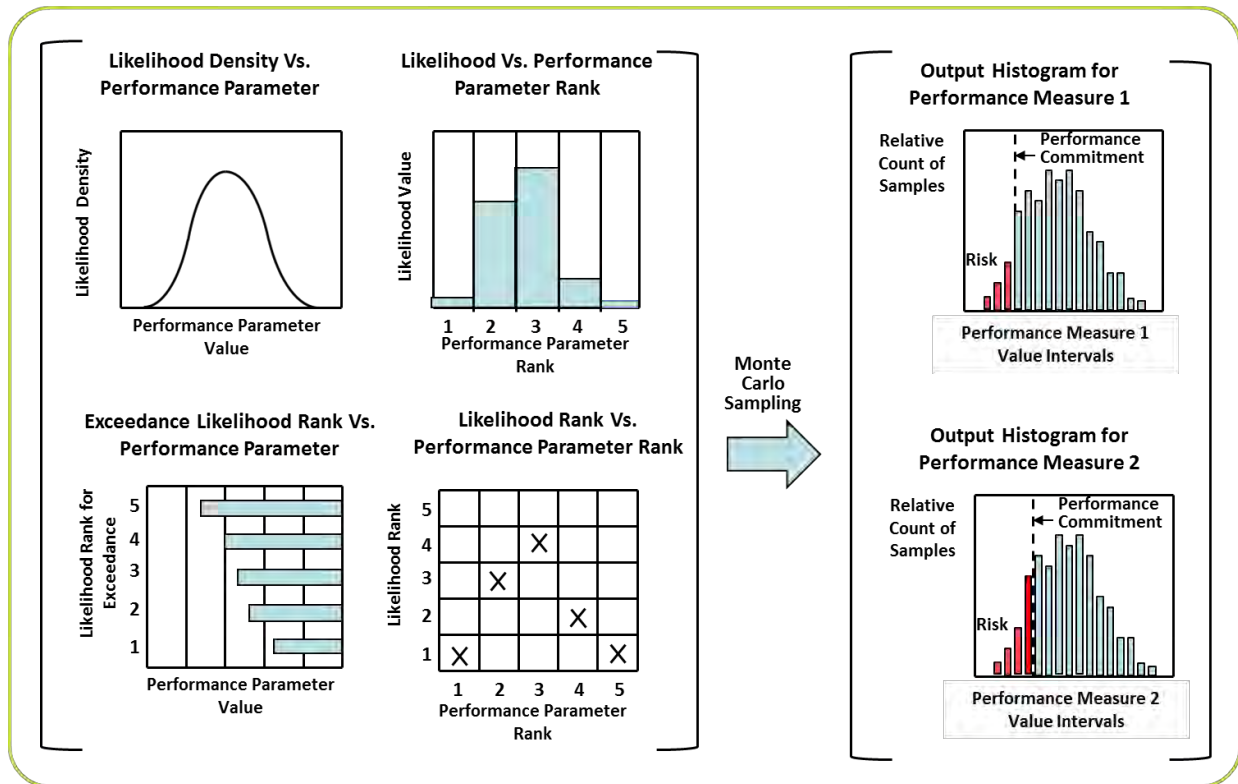 Likelihood Density Vs.
Performance Parameter
Likelihood Density
Performance Parameter
Value
Likelihood Vs. Performance
Parameter Rank
Likelihood Value
1 2 3 4 5
Performance Parameter
Rank
Exceedance Likelihood Rank Vs.
Performance Parameter
Likelihood Rank for
Exceedance
5
4
3
2
1
Performance Parameter
Value
Likelihood Rank Vs.
Performance Parameter Rank
Likelihood Rank
5
4
3
2
1
X
X
X
X
X
1 2 3 4 5
Performance Parameter
Rank
Monte
Carlo
Sampling
Output Histogram for
Performance Measure 1
Relative
Count of
Samples
Performance
Commitment
Risk
Performance Measure 1
Value Intervals
Output Histogram for
Performance Measure 2
Relative
Count of
Samples
Performance
Commitment
Risk
Performance Measure 2
Value Intervals